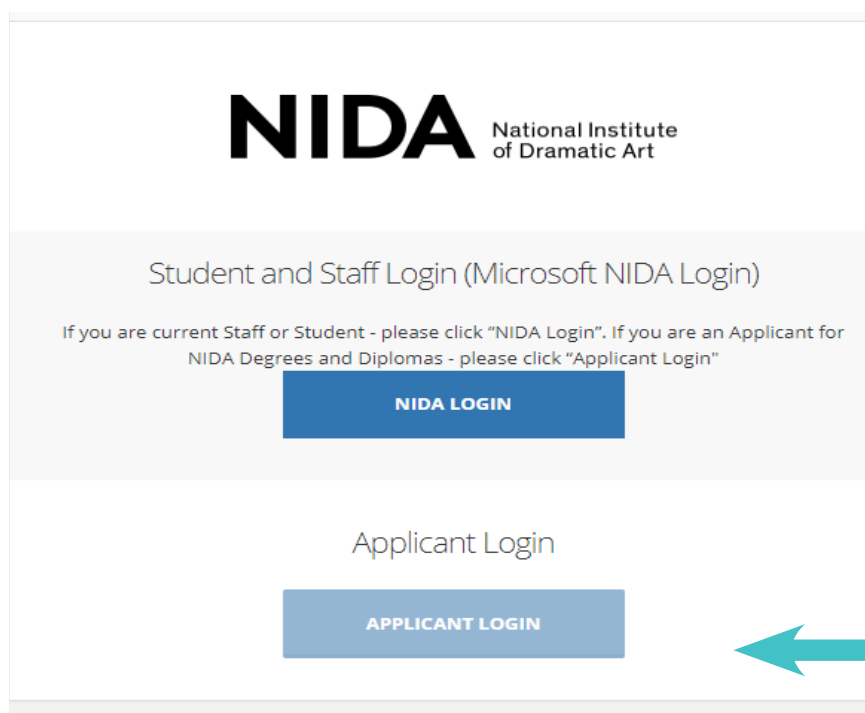 NIDA National Institute
of Dramatic Art
Student and Staff Login (Microsoft NIDA Login)
If you are current Staff or Student - please click “NIDA Login”. If you are an Applicant for
NIDA Degrees and Diplomas - please click “Applicant Login"
NIDA LOGIN
Applicant Login
APPLICANT LOGIN